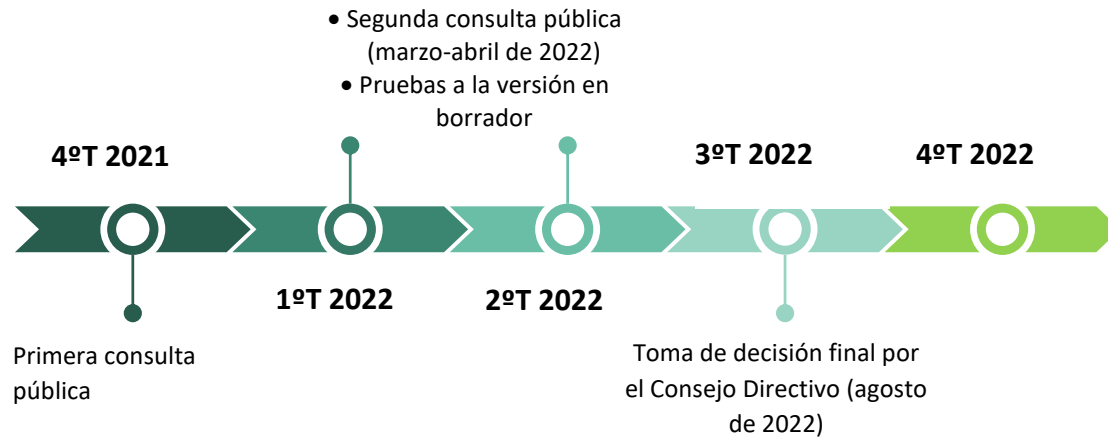 • Segunda consulta pública
(marzo-abril de 2022)
• Pruebas a la versión en
borrador
4ºT 2021
3ºT 2022
4ºT 2022
1ºT 2022
2ºT 2022
Primera consulta
pública
Toma de decisión final por
el Consejo Directivo (agosto
de 2022)